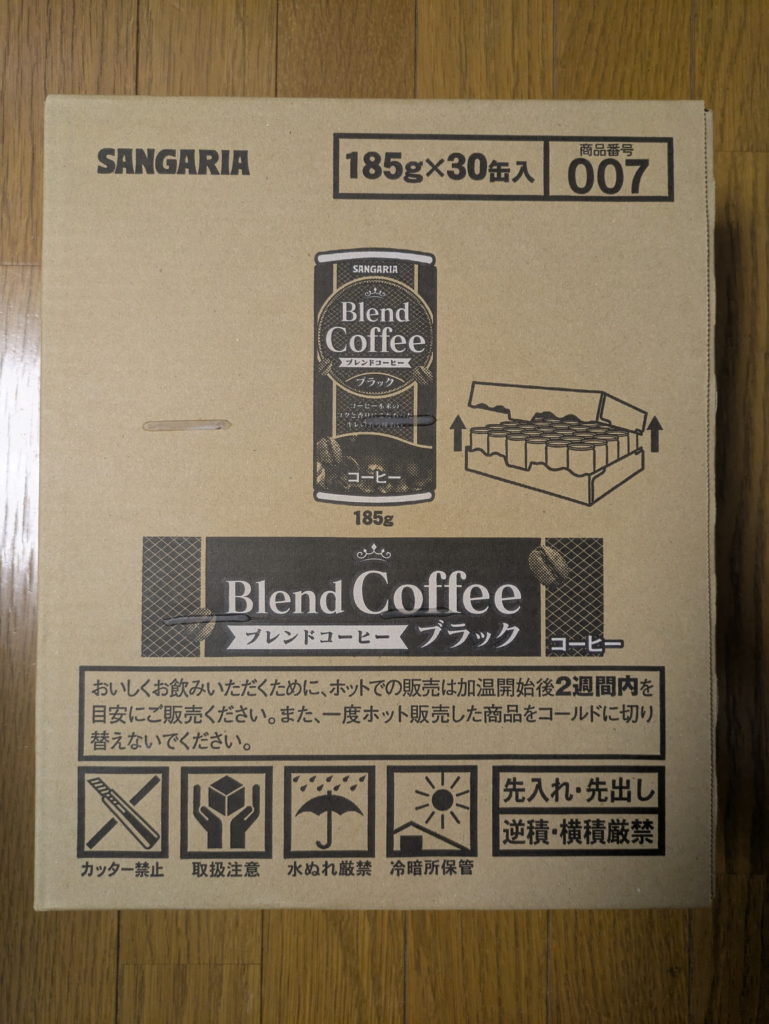 SANGARIA
185g×30缶入
商品番号
007
SANGARIA
Blend
Coffee
ブレンドコーヒー
ブラック
コーヒー本来の
コーヒー
185g
Blend Coffee
ブレンドコーヒー ブラック
コーヒー
おいしくお飲みいただくために、ホットでの販売は加温開始後2週間内を
目安にご販売ください。また、一度ホット販売した商品をコールドに切り
替えないでください。
カッター禁止
取扱注意
水ぬれ厳禁
冷暗所保管
先入れ・先出し
逆積・横積厳禁